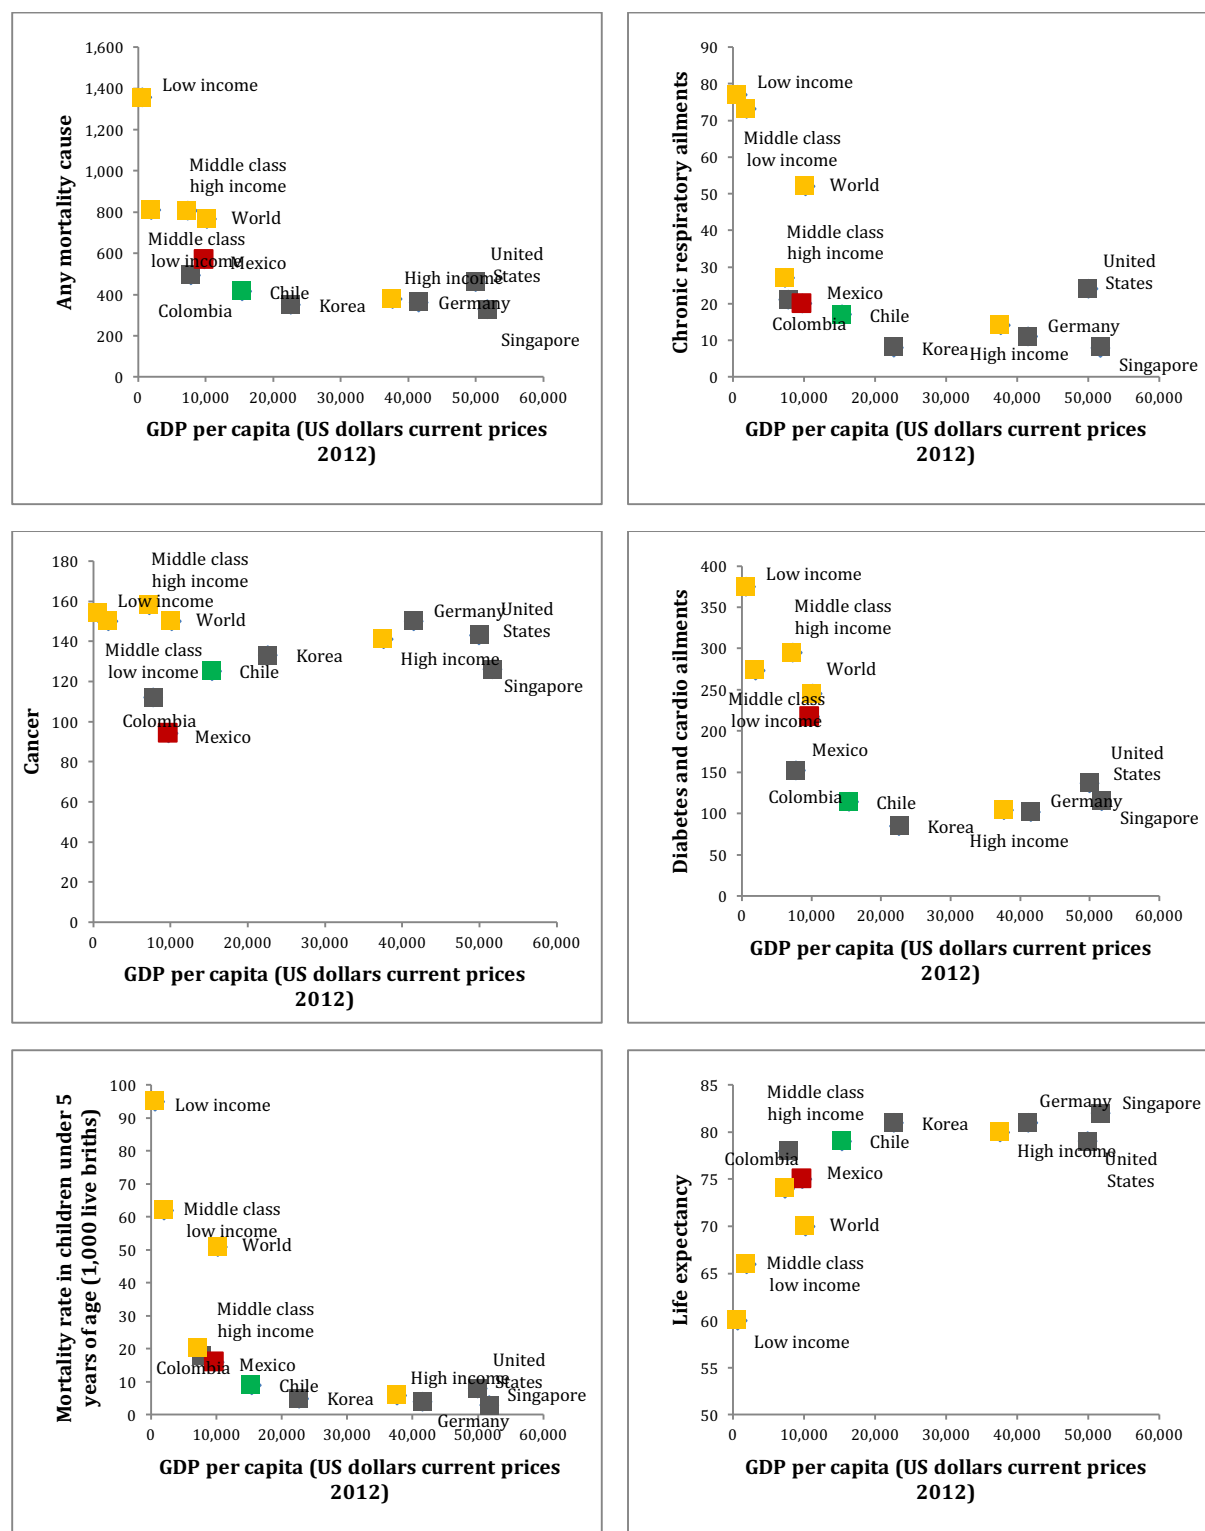 Any mortality cause
1,600
1,400
1,200
1,000
800
600
400
200
0
Low income
Middle class
high income
World
Middle class
low income
Mexico
Colombia
Chile
Korea
High income
Germany
United
States
Singapore
0
10,000
20,000
30,000
40,000
50,000
60,000
GDP per capita (US dollars current prices
2012)
Chronic respiratory ailments
90
80
70
60
50
40
30
20
10
0
Low income
Middle class
low income
World
Middle class
high income
Mexico
Colombia
Chile
Korea
High income
Germany
United
States
Singapore
0
10,000
20,000
30,000
40,000
50,000
60,000
GDP per capita (US dollars current prices
2012)
Cancer
180
160
140
120
100
80
60
40
20
0
Middle class
high income
Low income
World
Middle class
low income
Chile
Colombia
Mexico
Korea
High income
Germany
United
States
Singapore
0
10,000
20,000
30,000
40,000
50,000
60,000
GDP per capita (US dollars current prices
2012)
Diabetes and cardio ailments
400
350
300
250
200
150
100
50
0
Low income
Middle class
high income
World
Middle class
low income
Mexico
Colombia
Chile
Korea
High income
Germany
United
States
Singapore
0
10,000
20,000
30,000
40,000
50,000
60,000
GDP per capita (US dollars current prices
2012)
Mortality rate in children under 5
years of age (1,000 live briths)
100
90
80
70
60
50
40
30
20
10
0
Low income
Middle class
low income
World
Middle class
high income
Colombia
Mexico
Chile
Korea
High income
Germany
United
States
Singapore
0
10,000
20,000
30,000
40,000
50,000
60,000
GDP per capita (US dollars current prices
2012)
Life expectancy
85
80
75
70
65
60
55
50
Middle class
high income
Chile
Colombia
Mexico
World
Middle class
low income
Low income
Korea
Germany
Singapore
High income
United
States
0
10,000
20,000
30,000
40,000
50,000
60,000
GDP per capita (US dollars current prices
2012)